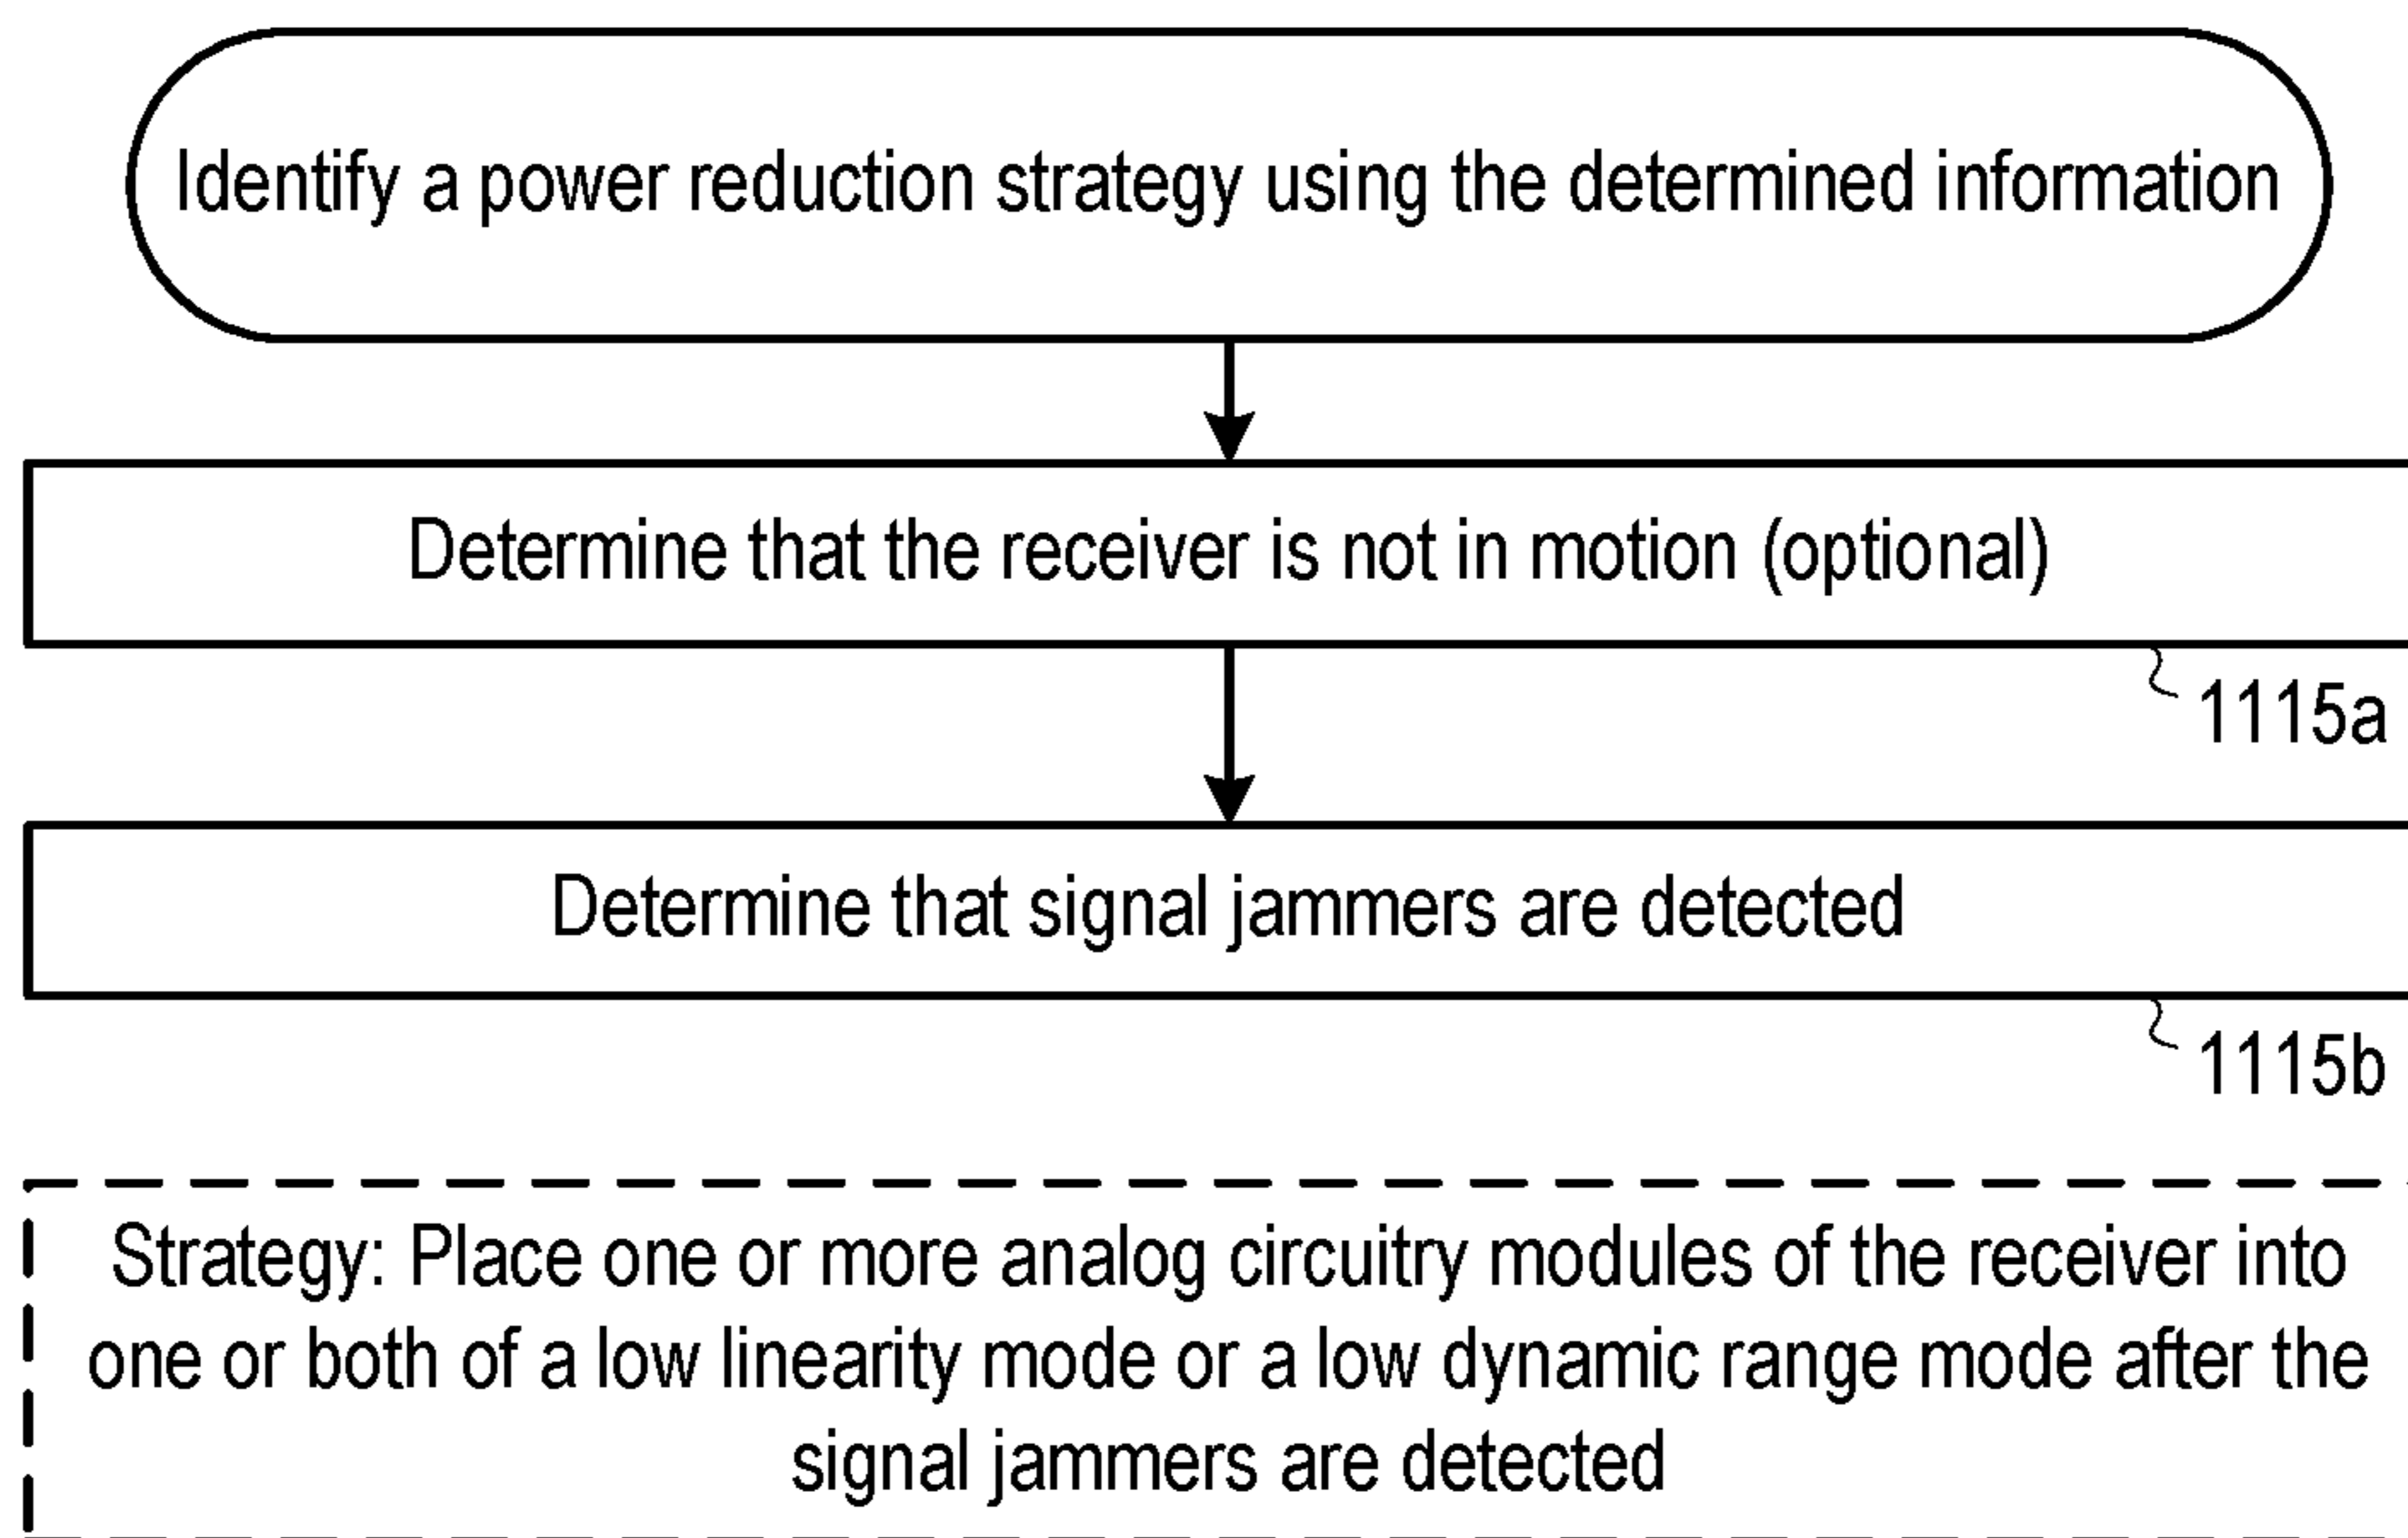 Identify a power reduction strategy using the determined information
Determine that the receiver is not in motion (optional)
1115a
Determine that signal jammers are detected
1115b
Strategy: Place one or more analog circuitry modules of the receiver into
one or both of a low linearity mode or a low dynamic range mode after the
signal jammers are detected